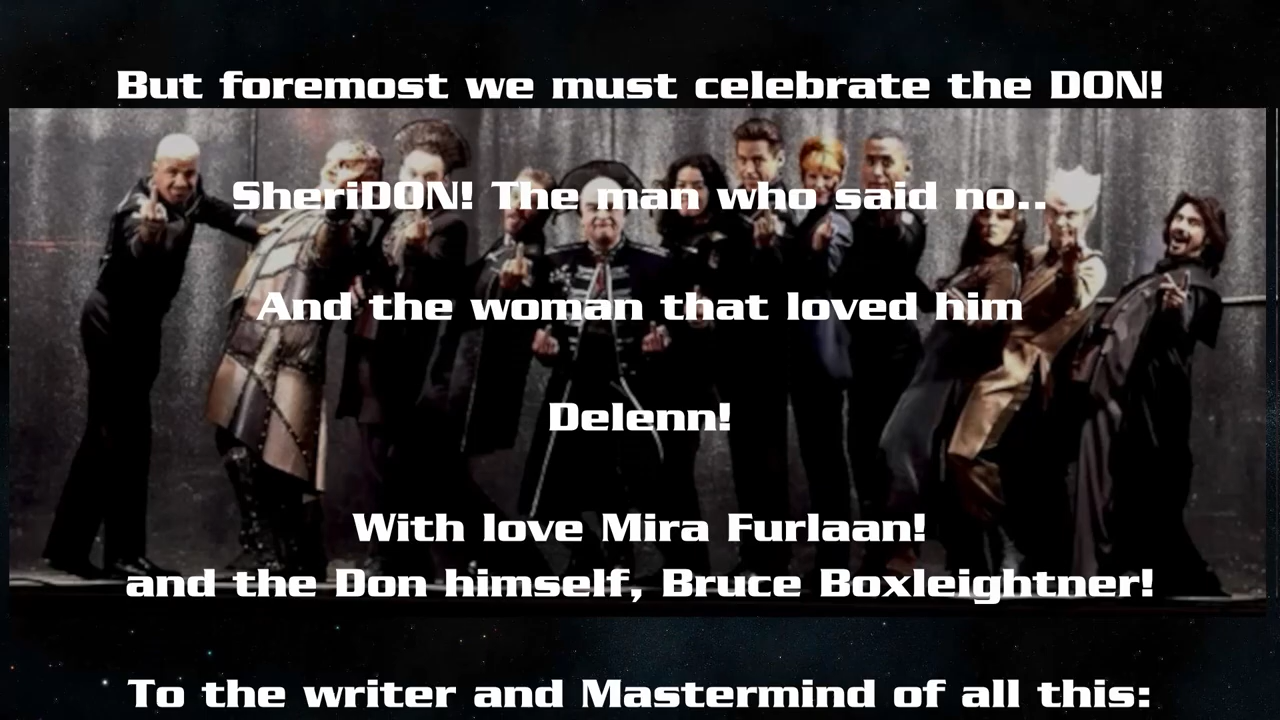 But foremost we must celebrate the DON!
SheriDON! The man who said no..
And the woman that loved him
Delenn!
With love Mira Furlaan!
and the Don himself, Bruce Boxleightner!
To the writer and Mastermind of all this: